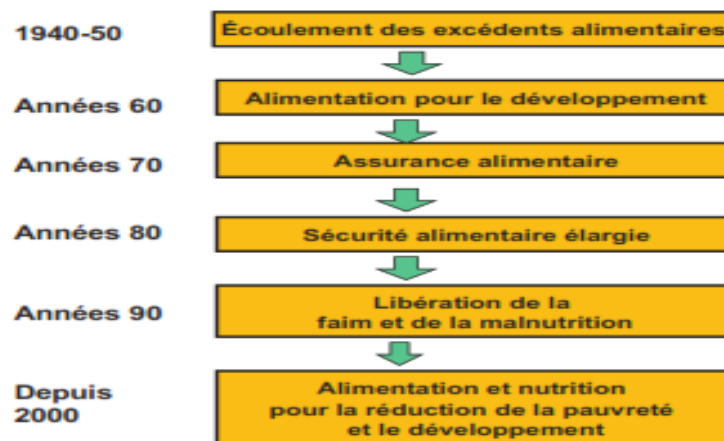 1940-50
Écoulement des excédents alimentaires
Années 60
Alimentation pour le développement
Années 70
Assurance alimentaire
Années 80
Sécurité alimentaire élargie
Années 90
Libération de la
faim et de la malnutrition
Depuis
2000
Alimentation et nutrition
pour la réduction de la pauvreté
et le développement